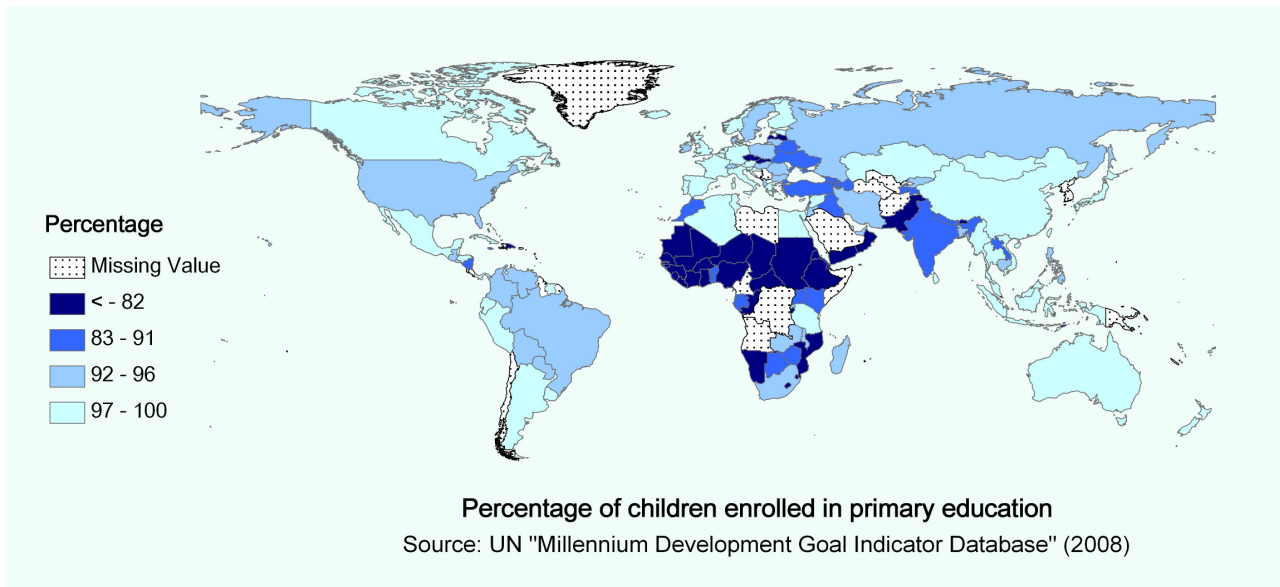 Percentage
Missing Value
< - 82
83 - 91
92 - 96
97 - 100
Percentage of children enrolled in primary education
Source: UN "Millennium Development Goal Indicator Database" (2008)